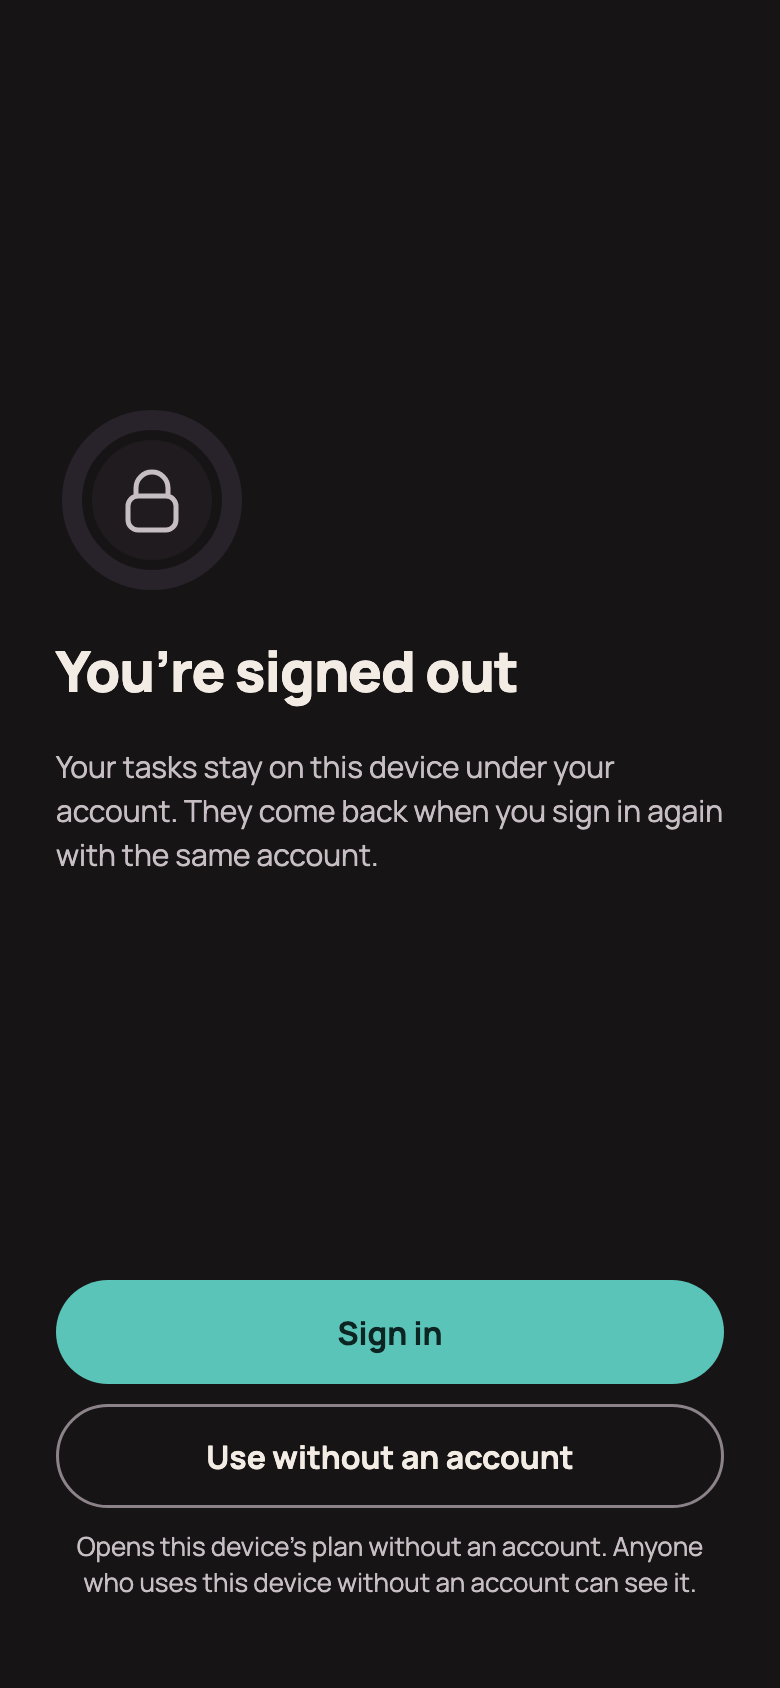 You’re signed out
Your tasks stay on this device under your
account. They come back when you sign in again
with the same account.
Sign in
Use without an account
Opens this device’s plan without an account. Anyone
who uses this device without an account can see it.